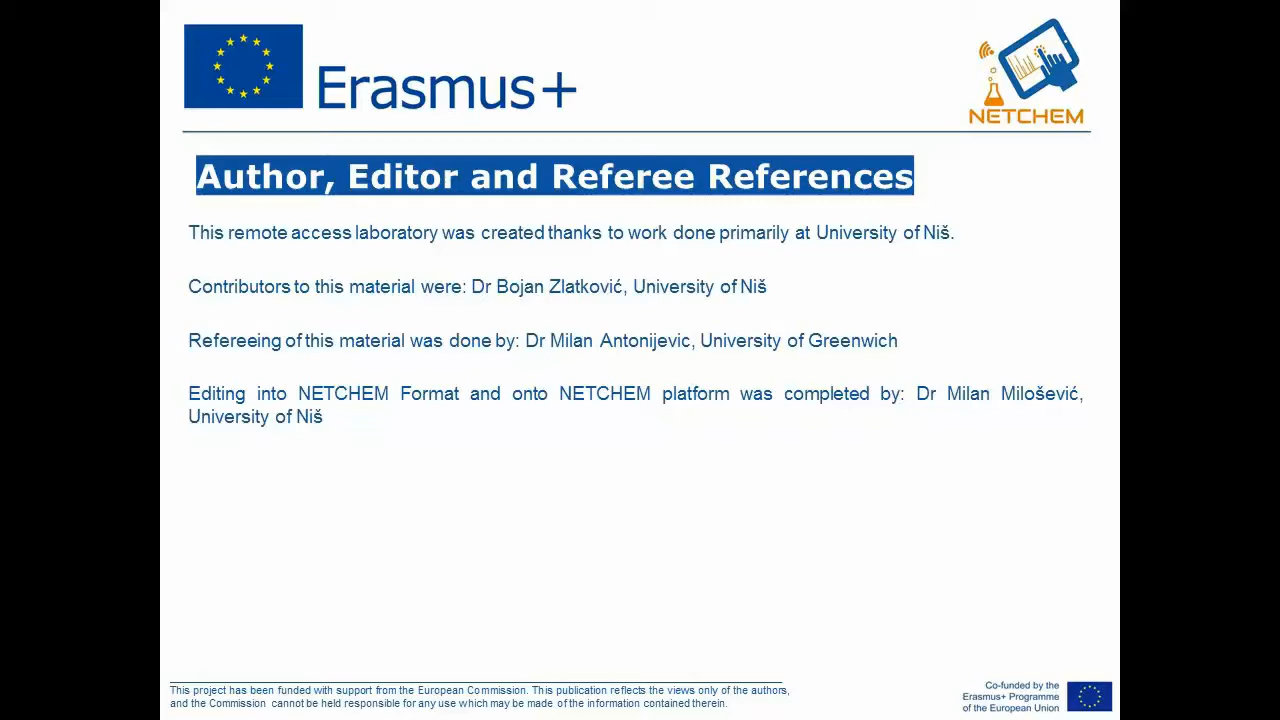 Erasmus+
NETCHEM
Author, Editor and Referee References
This remote access laboratory was created thanks to work done primarily at University of Niš.
Contributors to this material were: Dr Bojan Zlatković, University of Niš
Refereeing of this material was done by: Dr Milan Antonijevic, University of Greenwich
Editing into NETCHEM Format and onto NETCHEM platform was completed by: Dr Milan Milošević,
University of Niš
This project has been funded with support from the European Commission. This publication reflects the views only of the authors,
and the Commission cannot be held responsible for any use which may be made of the information contained therein.
Co-funded by the
Erasmus+ Programme
of the European Union